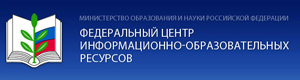 МИНИСТЕРСТВО ОБРАЗОВАНИЯ И НАУКИ РОССИЙСКОЙ ФЕДЕРАЦИИ
ФЕДЕРАЛЬНЫЙ ЦЕНТР
ИНФОРМАЦИОННО-ОБРАЗОВАТЕЛЬНЫХ
РЕСУРСОВ